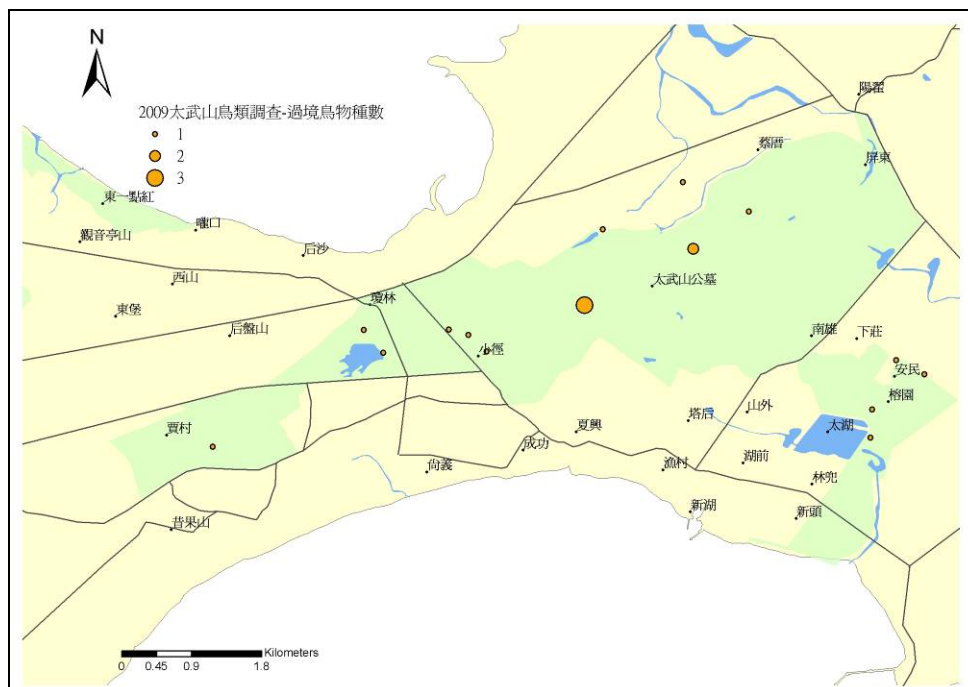 N
2009太武山鳥類調查-過境鳥物種數
1
2
3
陽翟
蔡厝
屏東
東一點紅
嚨口
觀音亭山
后沙
西山
太武山公墓
瓊林
東堡
后盤山
南雄
下莊
小徑
安民
榕園
山外
塔后
賈村
夏興
太湖
成功
尚義
漁村
湖前
林兜
新湖
新頭
昔果山
Kilometers
0 0.45 0.9 1.8